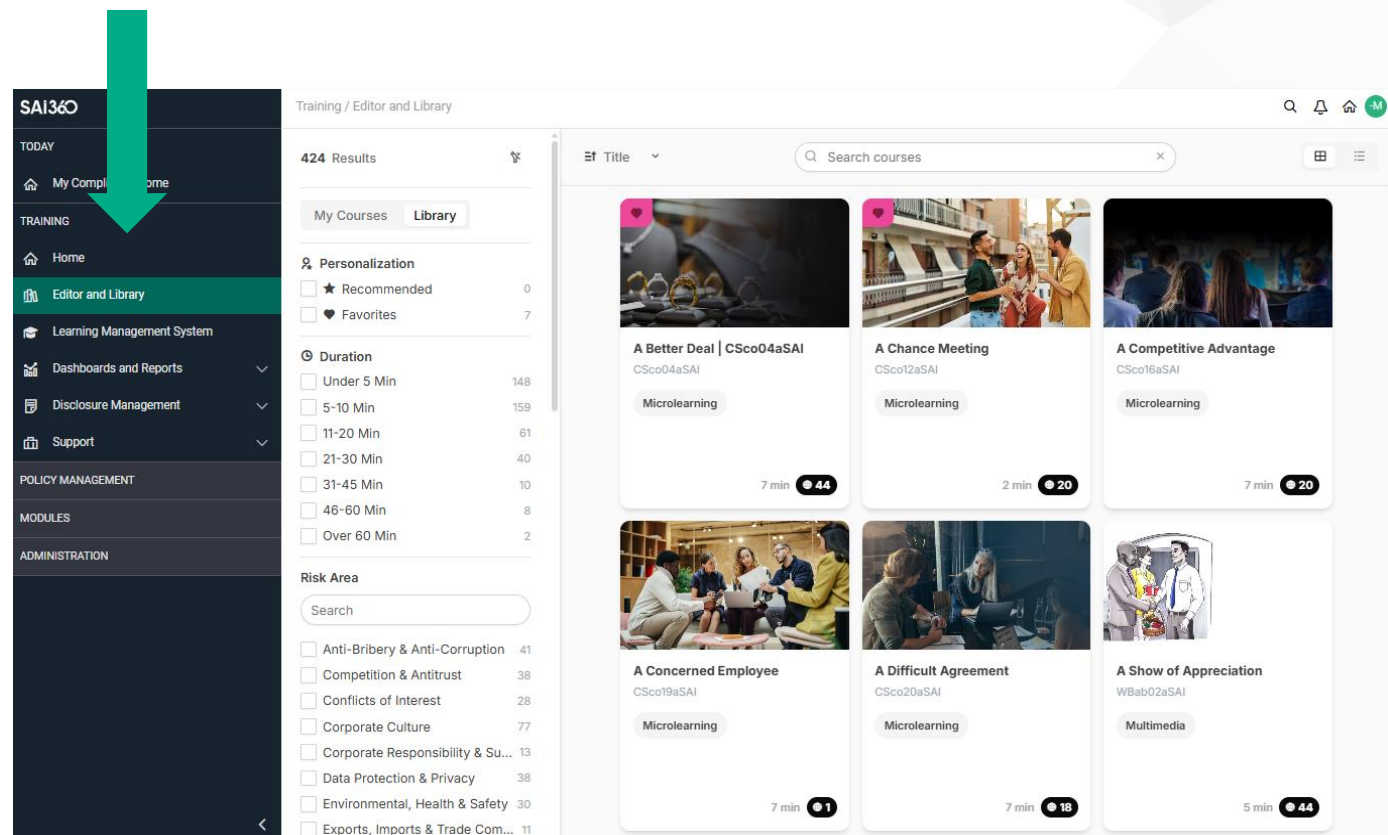 SAI360
TODAY
My Compli ome
TRAINING
Home
Editor and Library
Learning Management System
Dashboards and Reports
Disclosure Management
Support
POLICY MANAGEMENT
MODULES
ADMINISTRATION
Training / Editor and Library
-M
424 Results
My Courses Library
Personalization
Recommended 0
Favorites 7
Duration
Under 5 Min 148
5-10 Min 159
11-20 Min 61
21-30 Min 40
31-45 Min 10
46-60 Min 8
Over 60 Min 2
Risk Area
Search
Anti-Bribery & Anti-Corruption 41
Competition & Antitrust 38
Conflicts of Interest 28
Corporate Culture 77
Corporate Responsibility & Su... 13
Data Protection & Privacy 38
Environmental, Health & Safety 30
Exports, Imports & Trade Com... 11
Title
Search courses
A Better Deal | CSco04aSAI
CSco04aSAI
Microlearning
7 min 44
A Chance Meeting
CSco12aSAI
Microlearning
2 min 20
A Competitive Advantage
CSco16aSAI
Microlearning
7 min 20
A Concerned Employee
CSco19aSAI
Microlearning
7 min 1
A Difficult Agreement
CSco20aSAI
Microlearning
7 min 18
A Show of Appreciation
WBab02aSAI
Multimedia
5 min 44